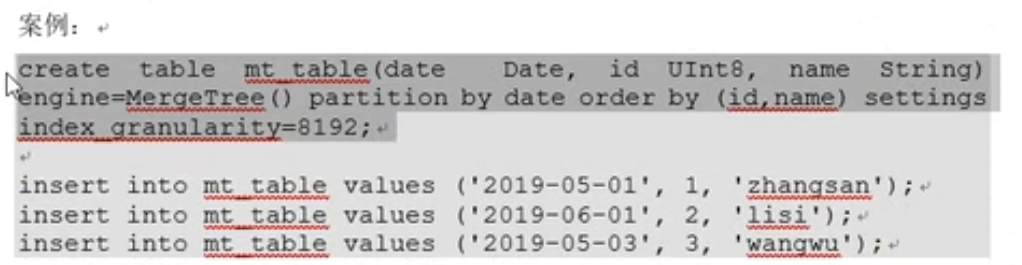 案例：
create table mt_table(date Date, id UInt8, name String)
engine=MergeTree() partition by date order by (id,name) settings
index_granularity=8192;
insert into mt_table values ('2019-05-01', 1, 'zhangsan');
insert into mt_table values ('2019-06-01', 2, 'lisi');
insert into mt_table values ('2019-05-03', 3, 'wangwu');